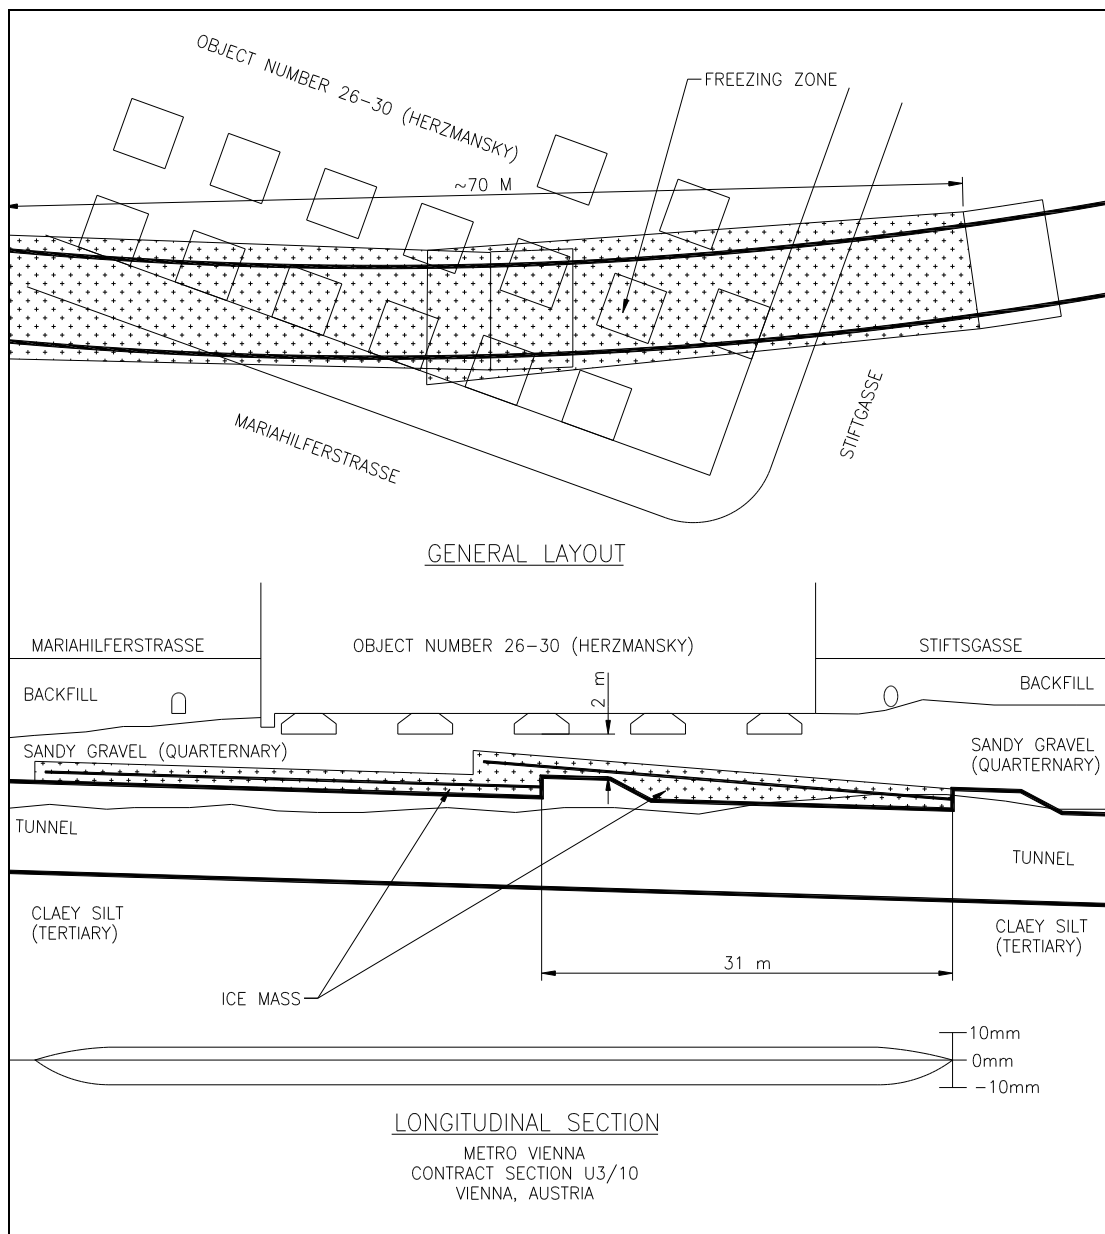 OBJECT NUMBER 26-30 (HERZMANSKY)
FREEZING ZONE
~70 M
MARIAHILFERSTRASSE
STIFTGASSE
GENERAL LAYOUT
MARIAHILFERSTRASSE
OBJECT NUMBER 26-30 (HERZMANSKY)
STIFTSGASSE
BACKFILL
2 m
BACKFILL
SANDY GRAVEL (QUARTERNARY)
SANDY GRAVEL
(QUARTERNARY)
TUNNEL
TUNNEL
CLAEY SILT
(TERTIARY)
CLAEY SILT
(TERTIARY)
31 m
ICE MASS
10mm
0mm
-10mm
LONGITUDINAL SECTION
METRO VIENNA
CONTRACT SECTION U3/10
VIENNA, AUSTRIA